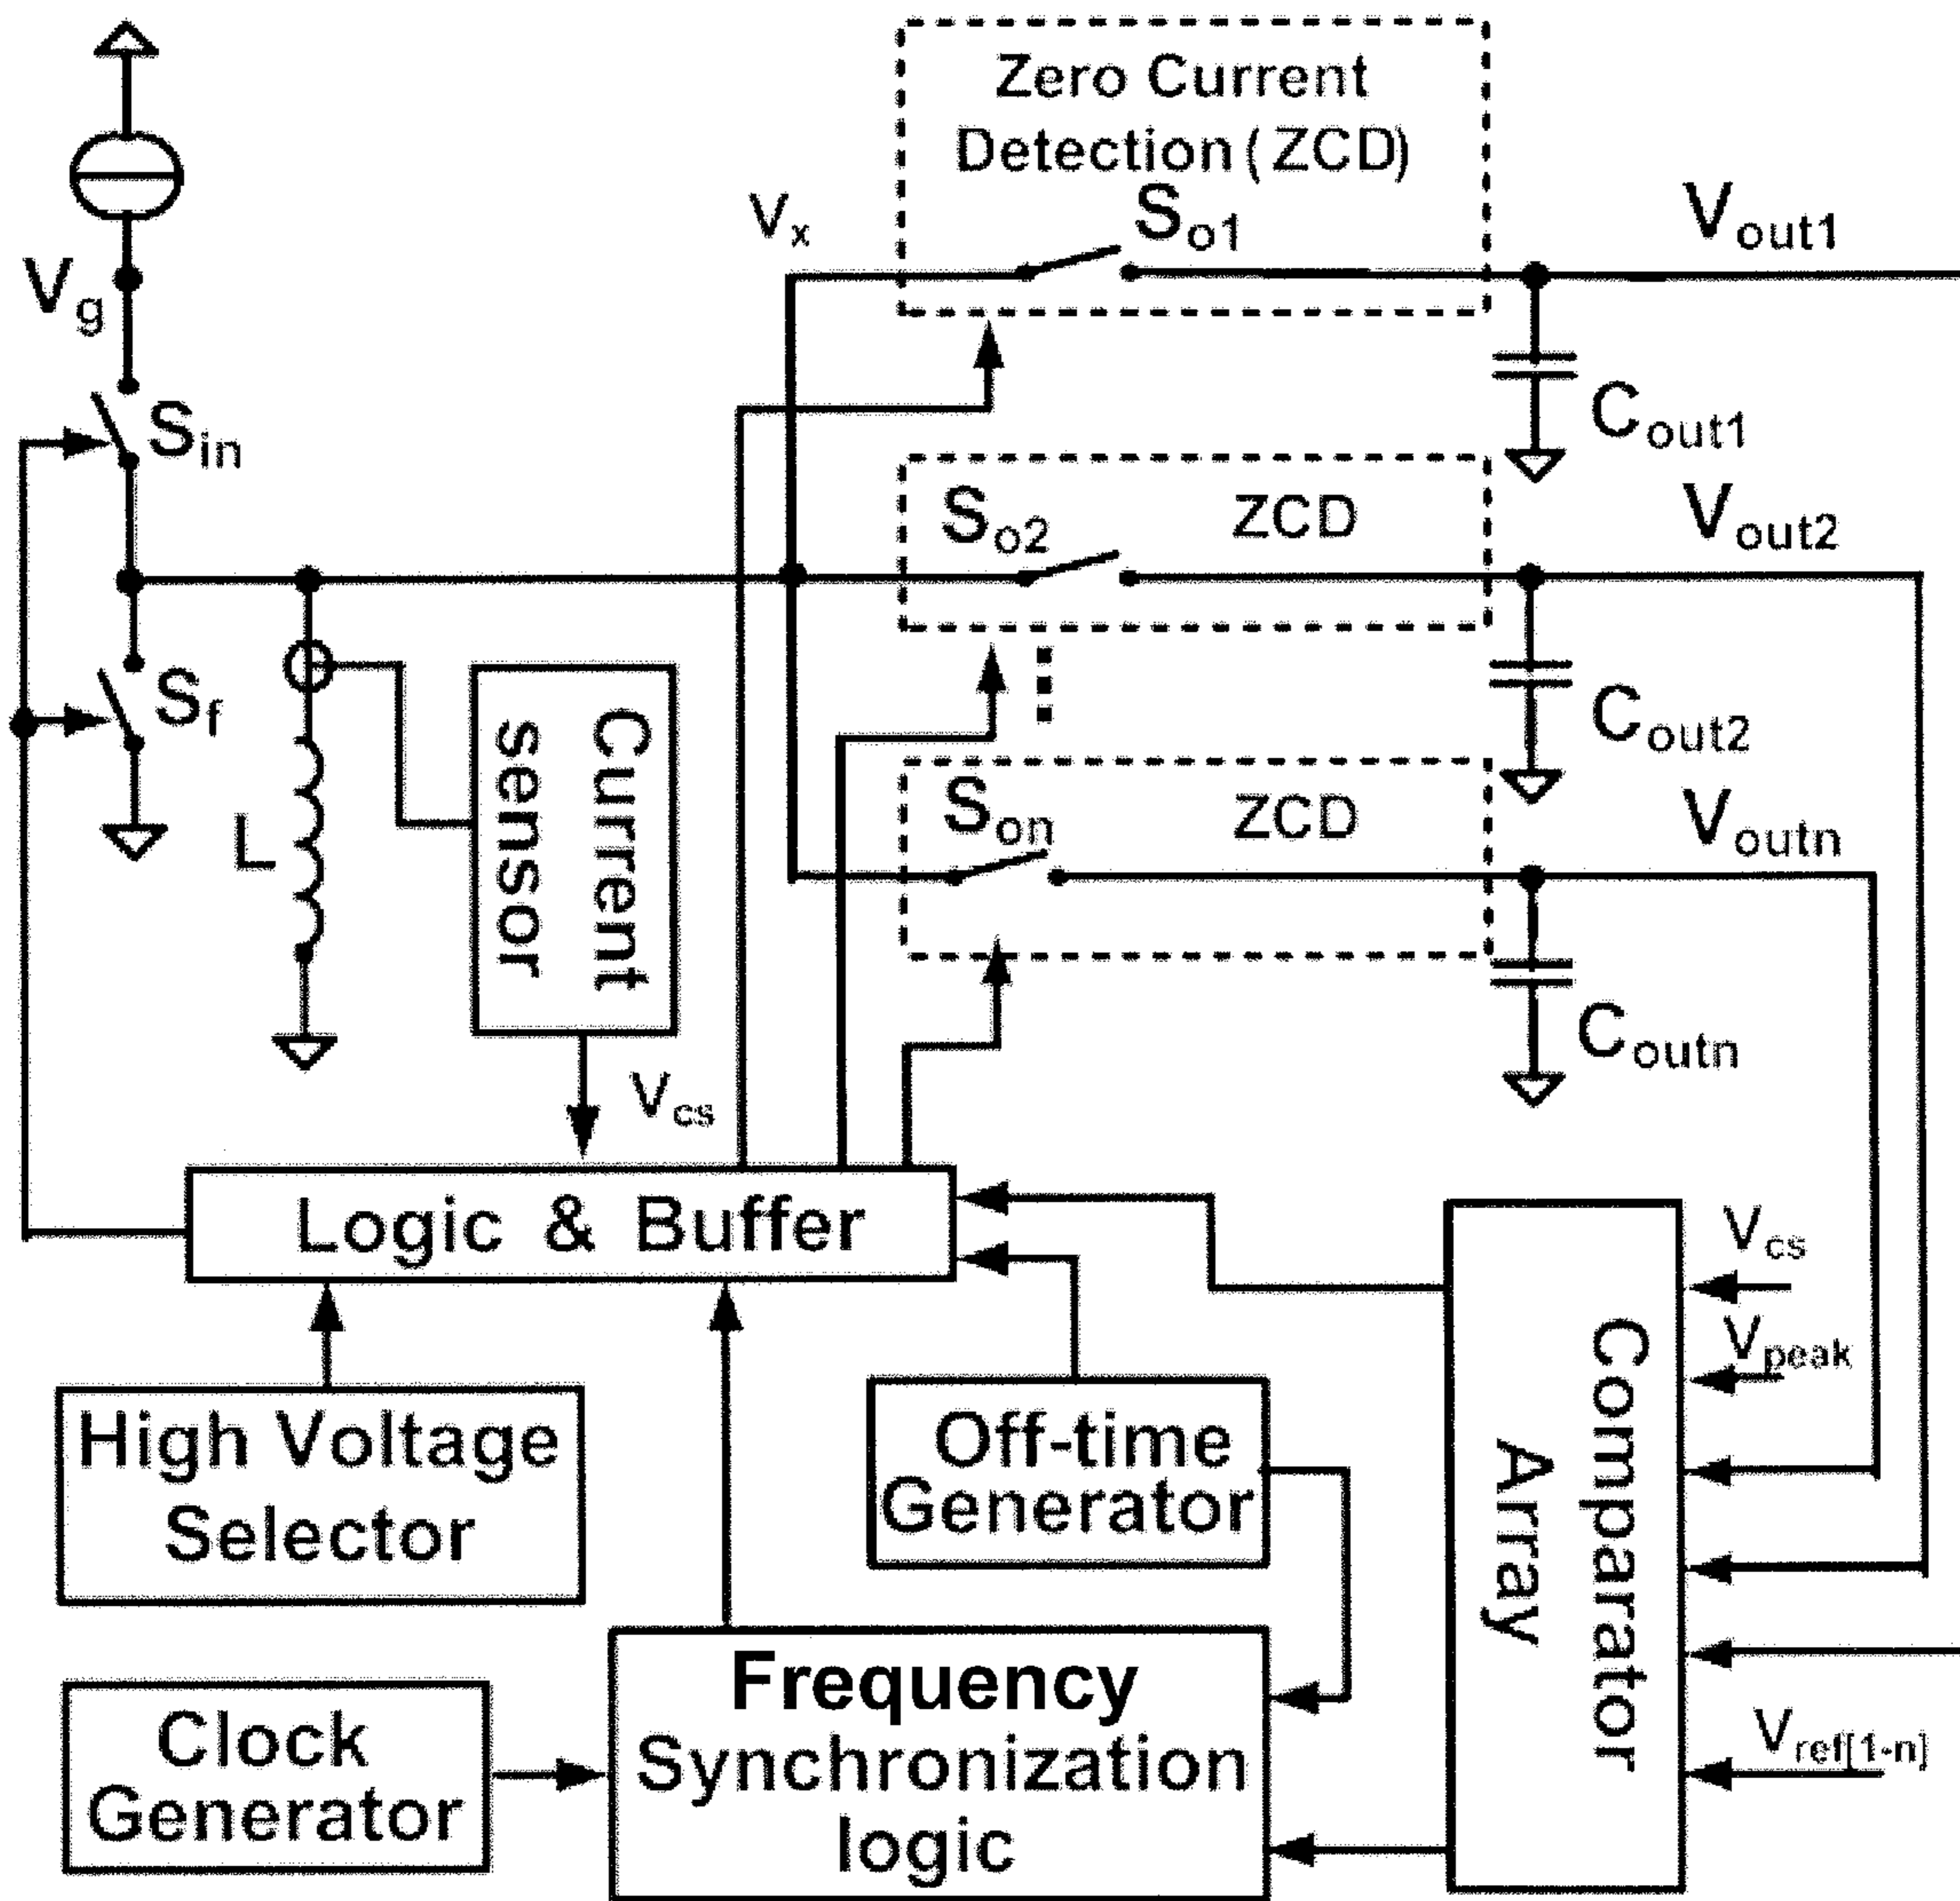 Zero Current
Detection ( ZCD)
So1
Vx
Vout1
Vg
Sin
Cout1
So2
ZCD
Vout2
Sf
Current
sensor
Cout2
L
Son
ZCD
Voutn
Coutn
Vcs
Logic & Buffer
Vcs
Vpeak
Comparator
Array
High Voltage
Selector
Off-time
Generator
Frequency
Synchronization
logic
Clock
Generator
Vref[1-n]